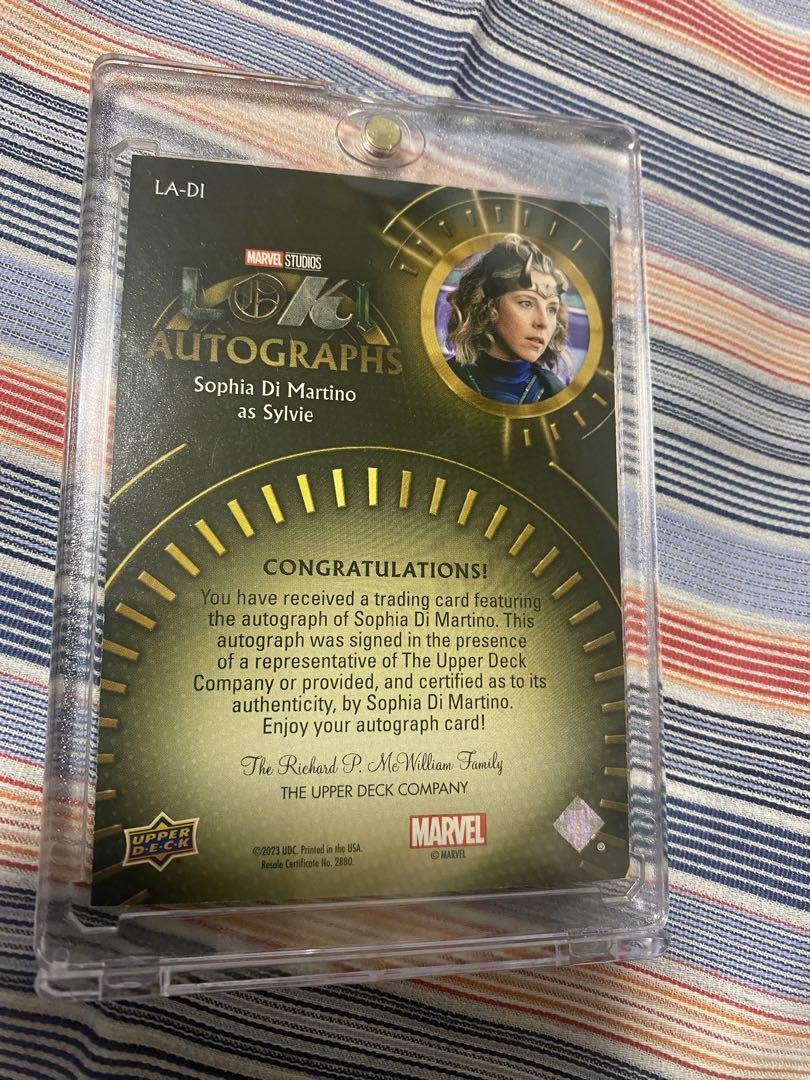 LA-DI
MARVEL STUDIOS
LOKI
AUTOGRAPHS
Sophia Di Martino
as Sylvie
CONGRATULATIONS!
You have received a trading card featuring
the autograph of Sophia Di Martino. This
autograph was signed in the presence
of a representative of The Upper Deck
Company or provided, and certified as to its
authenticity, by Sophia Di Martino.
Enjoy your autograph card!
The Richard P. McWilliam Family
THE UPPER DECK COMPANY
UPPER
D·E·C·K
©2023 UDC. Printed in the USA.
Resale Certificate No. 2880.
MARVEL
© MARVEL
®